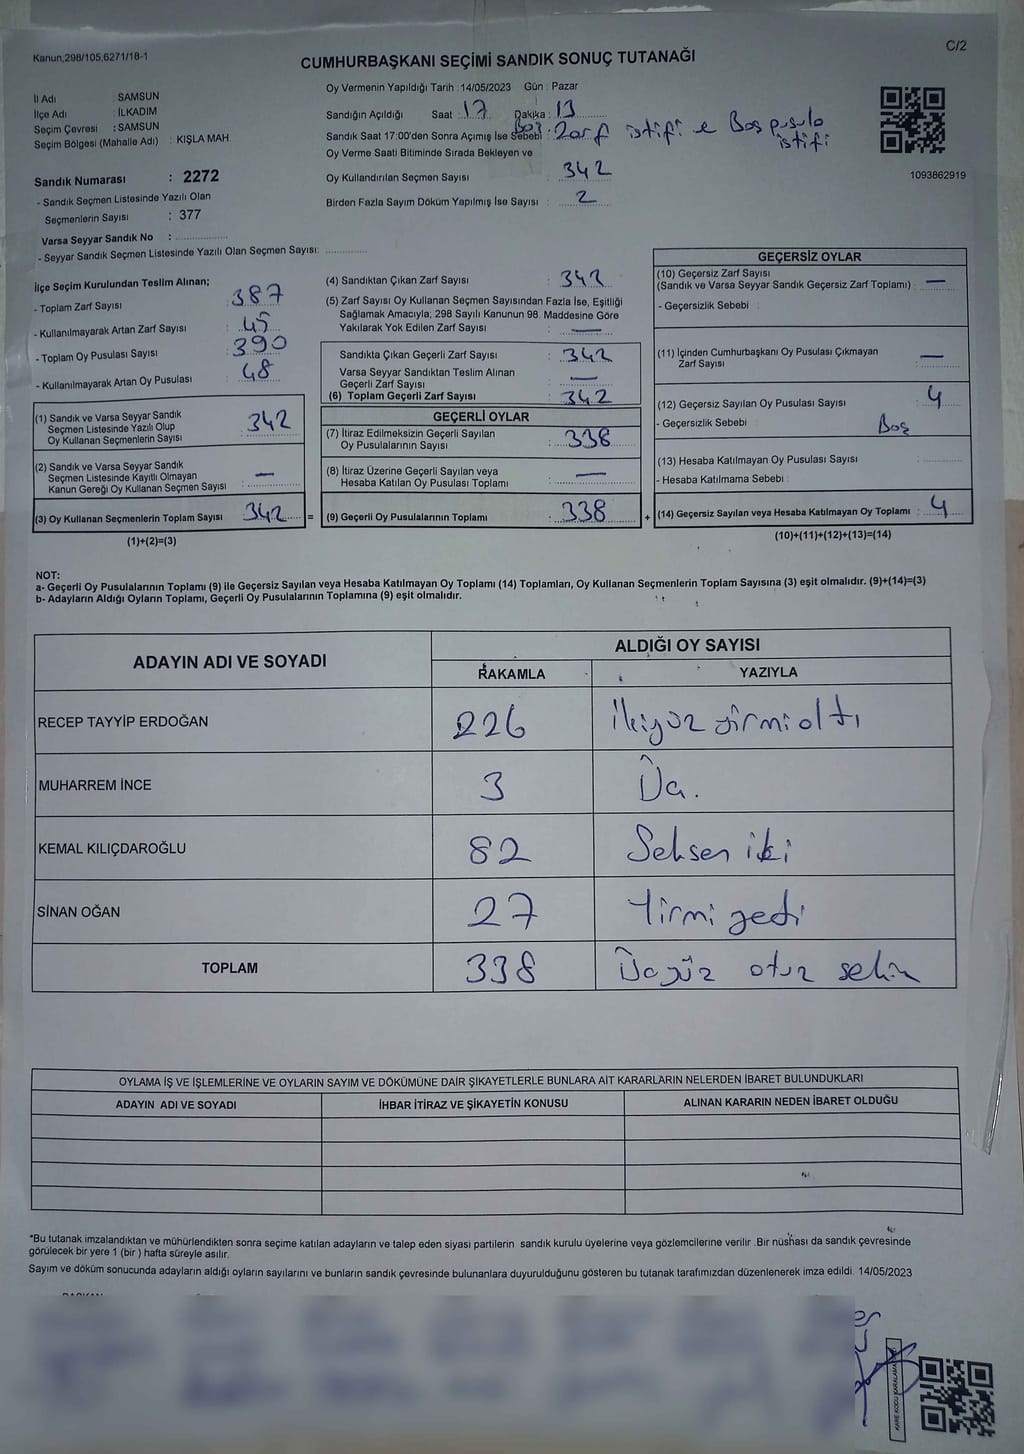 Kanun,298/105,6271/18-1
C/2
CUMHURBAŞKANI SEÇİMİ SANDIK SONUÇ TUTANAĞI
İl Adı : SAMSUN
İlçe Adı : İLKADIM
Seçim Çevresi : SAMSUN
Seçim Bölgesi (Mahalle Adı) : KIŞLA MAH.
Sandık Numarası : 2272
- Sandık Seçmen Listesinde Yazılı Olan
Seçmenlerin Sayısı : 377
Varsa Seyyar Sandık No :
- Seyyar Sandık Seçmen Listesinde Yazılı Olan Seçmen Sayısı:
Oy Vermenin Yapıldığı Tarih : 14/05/2023 Gün : Pazar
Sandığın Açıldığı Saat : 17 Dakika : 13
Sandık Saat 17:00'den Sonra Açımış İse Sebebi : Boş Zarf istifi e Boş pusula istifi
Oy Verme Saati Bitiminde Sırada Bekleyen ve
Oy Kullandırılan Seçmen Sayısı : 342
Birden Fazla Sayım Döküm Yapılmış İse Sayısı : 2
1093862919
İlçe Seçim Kurulundan Teslim Alınan;
- Toplam Zarf Sayısı : 387
- Kullanılmayarak Artan Zarf Sayısı : 45
- Toplam Oy Pusulası Sayısı : 390
- Kullanılmayarak Artan Oy Pusulası : 48
(1) Sandık ve Varsa Seyyar Sandık
Seçmen Listesinde Yazılı Olup
Oy Kullanan Seçmenlerin Sayısı : 342
(2) Sandık ve Varsa Seyyar Sandık
Seçmen Listesinde Kayıtlı Olmayan
Kanun Gereği Oy Kullanan Seçmen Sayısı : —
(3) Oy Kullanan Seçmenlerin Toplam Sayısı : 342
(1)+(2)=(3)
(4) Sandıktan Çıkan Zarf Sayısı : 342
(5) Zarf Sayısı Oy Kullanan Seçmen Sayısından Fazla İse, Eşitliği
Sağlamak Amacıyla; 298 Sayılı Kanunun 98. Maddesine Göre
Yakılarak Yok Edilen Zarf Sayısı : —
Sandıkta Çıkan Geçerli Zarf Sayısı : 342
Varsa Seyyar Sandıktan Teslim Alınan
Geçerli Zarf Sayısı : —
(6) Toplam Geçerli Zarf Sayısı : 342
GEÇERLİ OYLAR
(7) İtiraz Edilmeksizin Geçerli Sayılan
Oy Pusulalarının Sayısı : 338
(8) İtiraz Üzerine Geçerli Sayılan veya
Hesaba Katılan Oy Pusulası Toplamı : —
= (9) Geçerli Oy Pusulalarının Toplamı : 338
GEÇERSİZ OYLAR
(10) Geçersiz Zarf Sayısı
(Sandık ve Varsa Seyyar Sandık Geçersiz Zarf Toplamı) : —
- Geçersizlik Sebebi :
(11) İçinden Cumhurbaşkanı Oy Pusulası Çıkmayan
Zarf Sayısı : —
(12) Geçersiz Sayılan Oy Pusulası Sayısı : 4
- Geçersizlik Sebebi : Boş
(13) Hesaba Katılmayan Oy Pusulası Sayısı :
- Hesaba Katılmama Sebebi :
+ (14) Geçersiz Sayılan veya Hesaba Katılmayan Oy Toplamı : 4
(10)+(11)+(12)+(13)=(14)
NOT:
a- Geçerli Oy Pusulalarının Toplamı (9) ile Geçersiz Sayılan veya Hesaba Katılmayan Oy Toplamı (14) Toplamları, Oy Kullanan Seçmenlerin Toplam Sayısına (3) eşit olmalıdır. (9)+(14)=(3)
b- Adayların Aldığı Oyların Toplamı, Geçerli Oy Pusulalarının Toplamına (9) eşit olmalıdır.
ADAYIN ADI VE SOYADI
ALDIĞI OY SAYISI
RAKAMLA YAZIYLA
RECEP TAYYİP ERDOĞAN 226 İkiyüz yirmi altı
MUHARREM İNCE 3 Üç.
KEMAL KILIÇDAROĞLU 82 Seksen iki
SİNAN OĞAN 27 Yirmi yedi
TOPLAM 338 Üçyüz otuz sekiz
OYLAMA İŞ VE İŞLEMLERİNE VE OYLARIN SAYIM VE DÖKÜMÜNE DAİR ŞİKAYETLERLE BUNLARA AİT KARARLARIN NELERDEN İBARET BULUNDUKLARI
ADAYIN ADI VE SOYADI İHBAR İTİRAZ VE ŞİKAYETİN KONUSU ALINAN KARARIN NEDEN İBARET OLDUĞU
*Bu tutanak imzalandıktan ve mühürlendikten sonra seçime katılan adayların ve talep eden siyasi partilerin sandık kurulu üyelerine veya gözlemcilerine verilir .Bir nüshası da sandık çevresinde
görülecek bir yere 1 (bir ) hafta süreyle asılır.
Sayım ve döküm sonucunda adayların aldığı oyların sayılarını ve bunların sandık çevresinde bulunanlara duyurulduğunu gösteren bu tutanak tarafımızdan düzenlenerek imza edildi. 14/05/2023